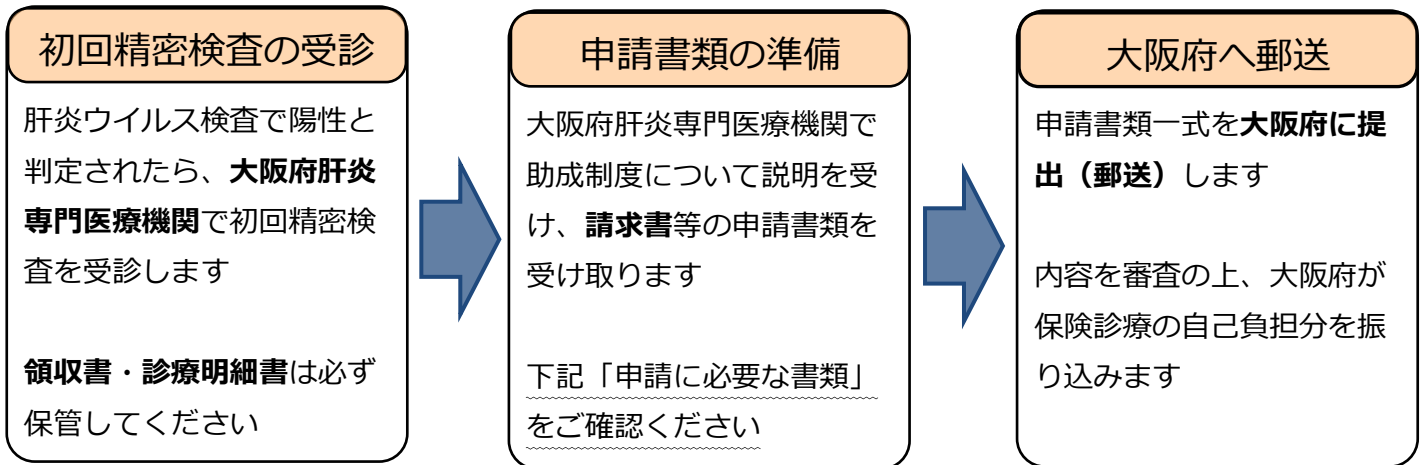 初回精密検査の受診
肝炎ウイルス検査で陽性と
判定されたら、大阪府肝炎
専門医療機関で初回精密検
査を受診します
領収書・診療明細書は必ず
保管してください
申請書類の準備
大阪府肝炎専門医療機関で
助成制度について説明を受
け、請求書等の申請書類を
受け取ります
下記「申請に必要な書類」
をご確認ください
大阪府へ郵送
申請書類一式を大阪府に提
出（郵送）します
内容を審査の上、大阪府が
保険診療の自己負担分を振
り込みます